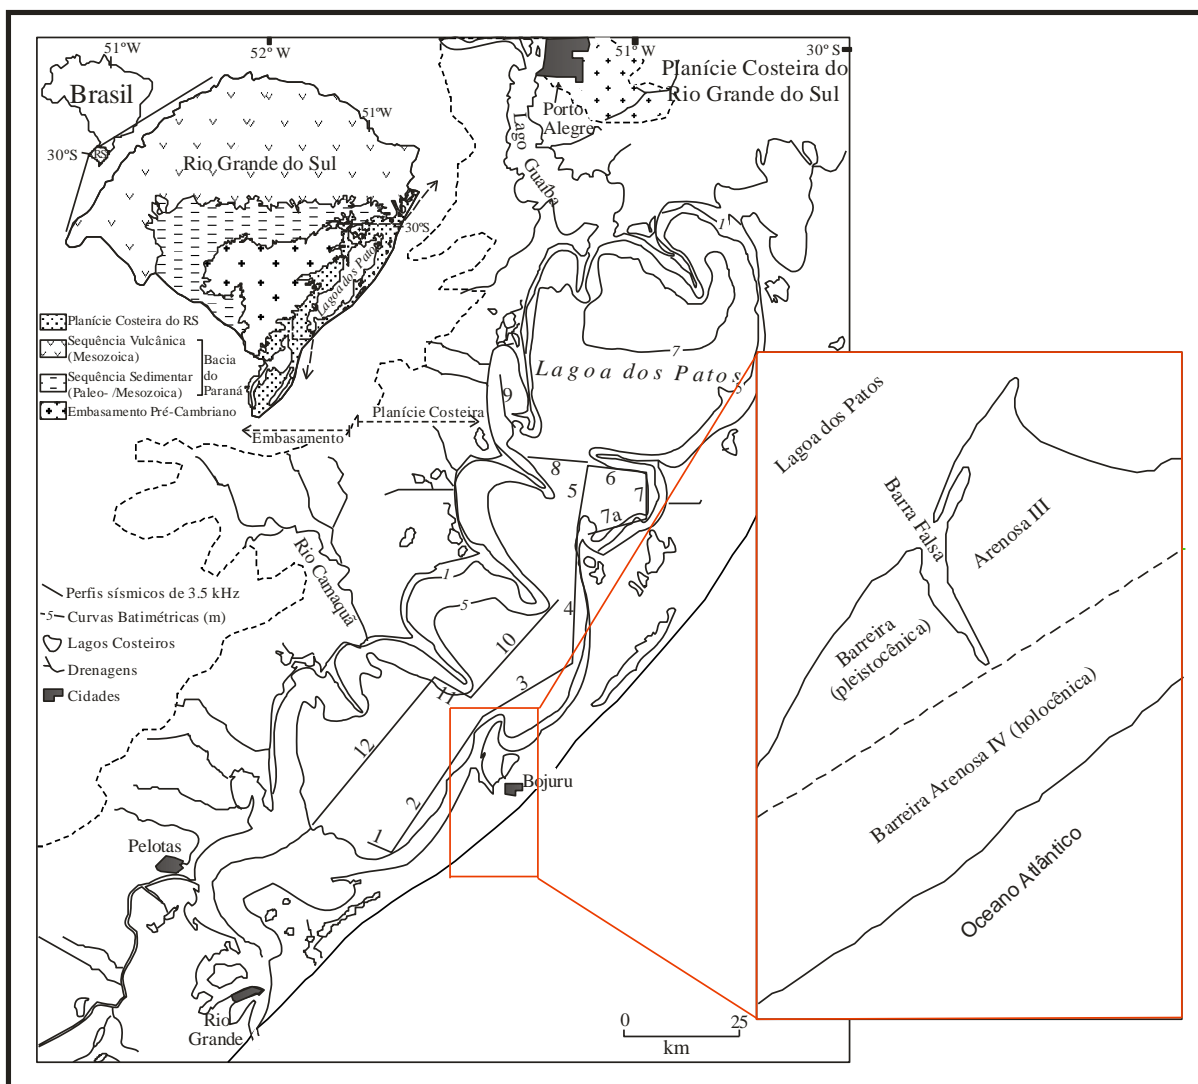 51°W
52° W
51° W
30° S
Brasil
RS
30°S
Rio Grande do Sul
51°W
30°S
Lagoa dos Patos
Planície Costeira do RS
Sequência Vulcânica
(Mesozoica)
Sequência Sedimentar
(Paleo- /Mesozoica)
Bacia
do
Paraná
Embasamento Pré-Cambriano
Embasamento
Planície Costeira
Porto
Alegre
Planície Costeira do
Rio Grande do Sul
Lago Guaíba
1
7
Lagoa dos Patos
5
9
8
6
5
7
7a
4
Rio Camaquã
1
5
10
3
11
12
2
1
Perfis sísmicos de 3.5 kHz
5 Curvas Batimétricas (m)
Lagos Costeiros
Drenagens
Cidades
Bojuru
Pelotas
Rio
Grande
0 25
km
Lagoa dos Patos
Barra Falsa
Arenosa III
Barreira
(pleistocênica)
Barreira Arenosa IV (holocênica)
Oceano Atlântico